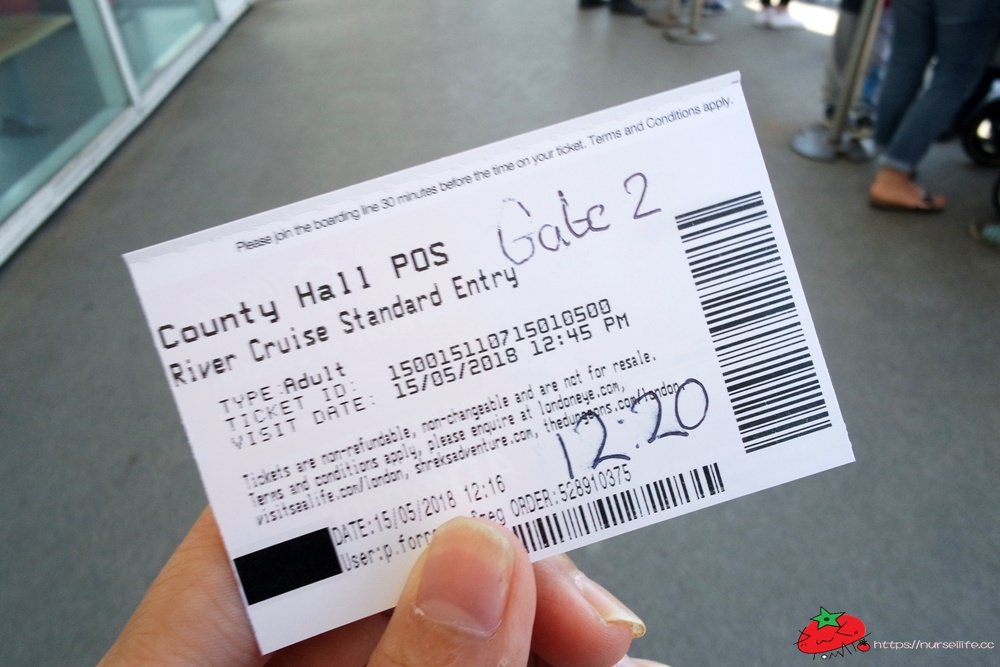 Please join the boarding line 30 minutes before the time on your ticket. Terms and Conditions apply.
Gate 2
County Hall POS
River Cruise Standard Entry
TYPE:Adult
TICKET ID: 15001511071501050​0
VISIT DATE: 15/05/2018 12:45 PM
Tickets are non-refundable, non-changeable and are not for resale.
Terms and conditions apply, please enquire at londoneye.com,
visitsealife.com/london, shreksadventure.com, thedungeons.com/london.
12:20
DATE:15/05/2018 12:16
User:p.forr ORDER:528910375
https://nurseilife.cc